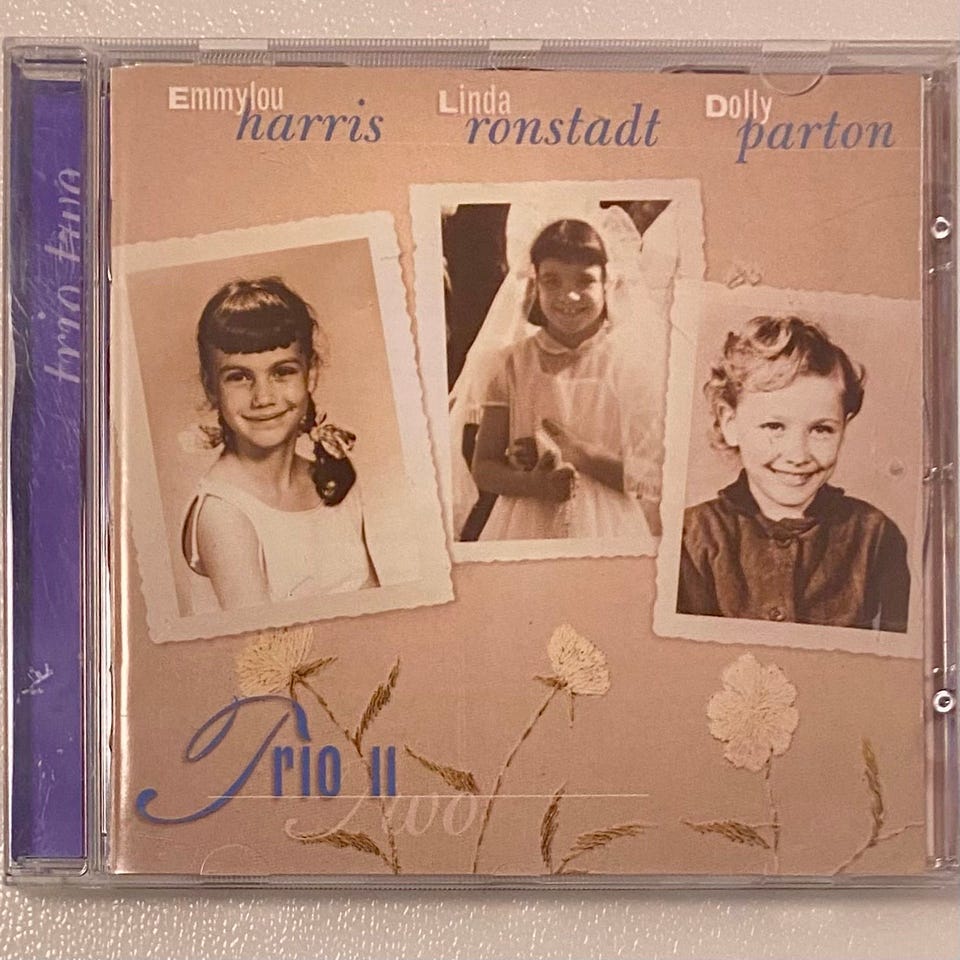 Emmylou
harris
Linda
ronstadt
Dolly
parton
trio two
Trio II
Two